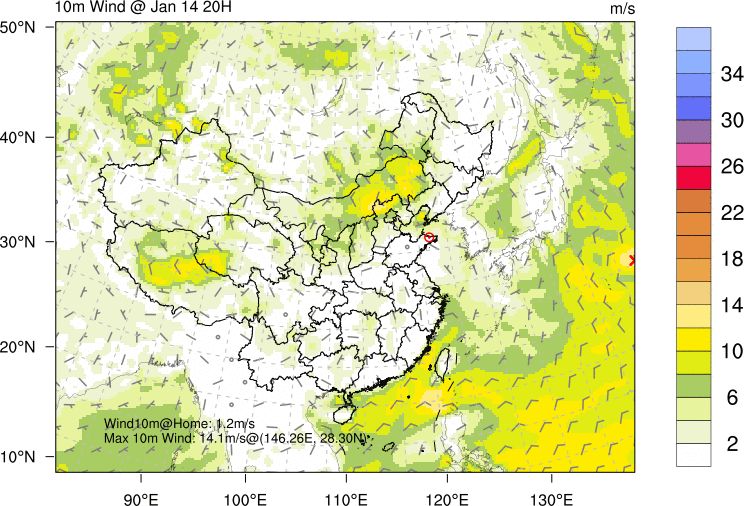 10m Wind @ Jan 14 20H
m/s
50°N
40°N
30°N
20°N
10°N
90°E
100°E
110°E
120°E
130°E
Wind10m@Home: 1.2m/s
Max 10m Wind: 14.1m/s@(146.26E, 28.30N)
34
30
26
22
18
14
10
6
2